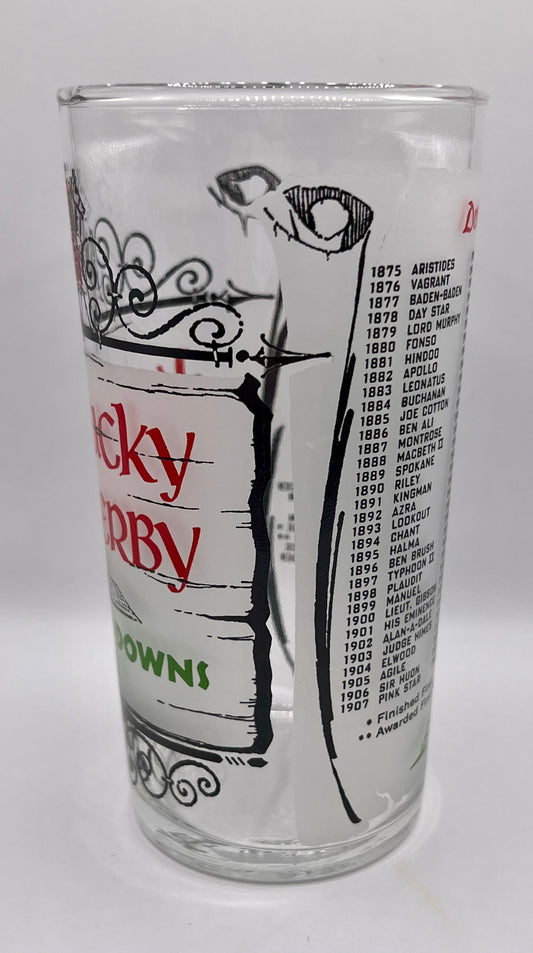 ucky
ERBY
DOWNS
1875 ARISTIDES
1876 VAGRANT
1877 BADEN-BADEN
1878 DAY STAR
1879 LORD MURPHY
1880 FONSO
1881 HINDOO
1882 APOLLO
1883 LEONATUS
1884 BUCHANAN
1885 JOE COTTON
1886 BEN ALI
1887 MONTROSE
1888 MACBETH II
1889 SPOKANE
1890 RILEY
1891 KINGMAN
1892 AZRA
1893 LOOKOUT
1894 CHANT
1895 HALMA
1896 BEN BRUSH
1897 TYPHOON II
1898 PLAUDIT
1899 MANUEL
1900 LIEUT. GIBSON
1901 HIS EMINENCE
1902 ALAN-A-DALE
1903 JUDGE HIMES
1904 ELWOOD
1905 AGILE
1906 SIR HUON
1907 PINK STAR
* Finished
** Awarded